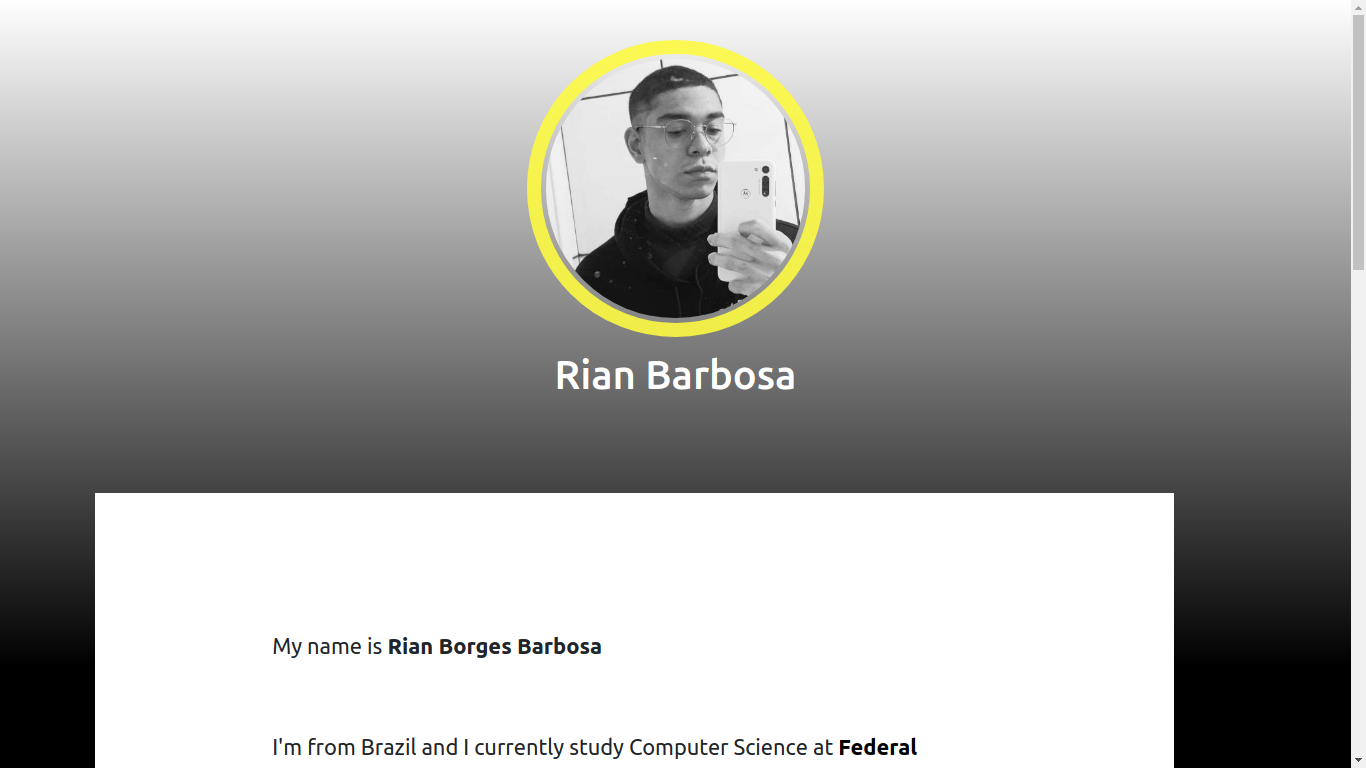 Rian Barbosa
My name is Rian Borges Barbosa
I'm from Brazil and I currently study Computer Science at Federal